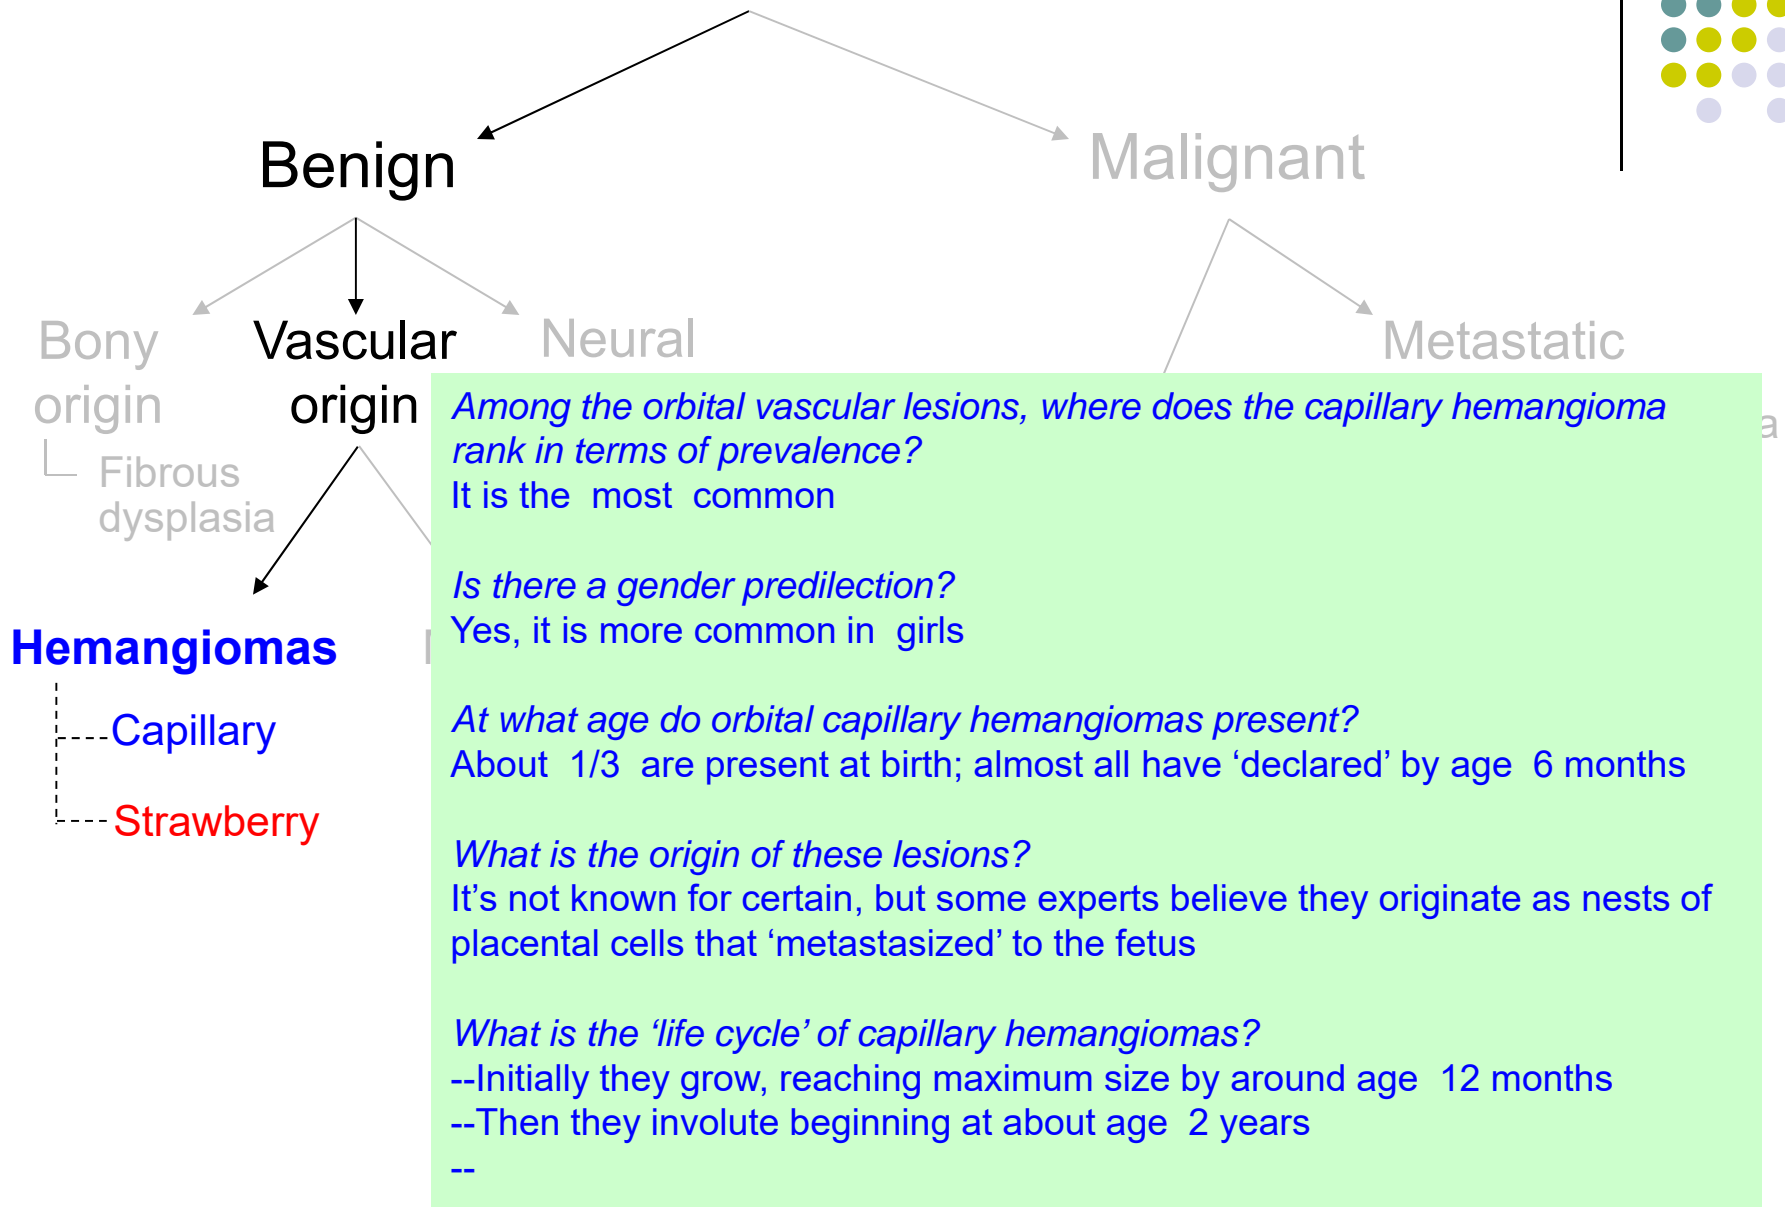 Benign
Malignant
Bony
origin
Vascular
origin
Neural
Metastatic
Fibrous
dysplasia
Hemangiomas
Capillary
Strawberry
Among the orbital vascular lesions, where does the capillary hemangioma
rank in terms of prevalence?
It is the most common
Is there a gender predilection?
Yes, it is more common in girls
At what age do orbital capillary hemangiomas present?
About 1/3 are present at birth; almost all have ‘declared’ by age 6 months
What is the origin of these lesions?
It’s not known for certain, but some experts believe they originate as nests of
placental cells that ‘metastasized’ to the fetus
What is the ‘life cycle’ of capillary hemangiomas?
--Initially they grow, reaching maximum size by around age 12 months
--Then they involute beginning at about age 2 years
--